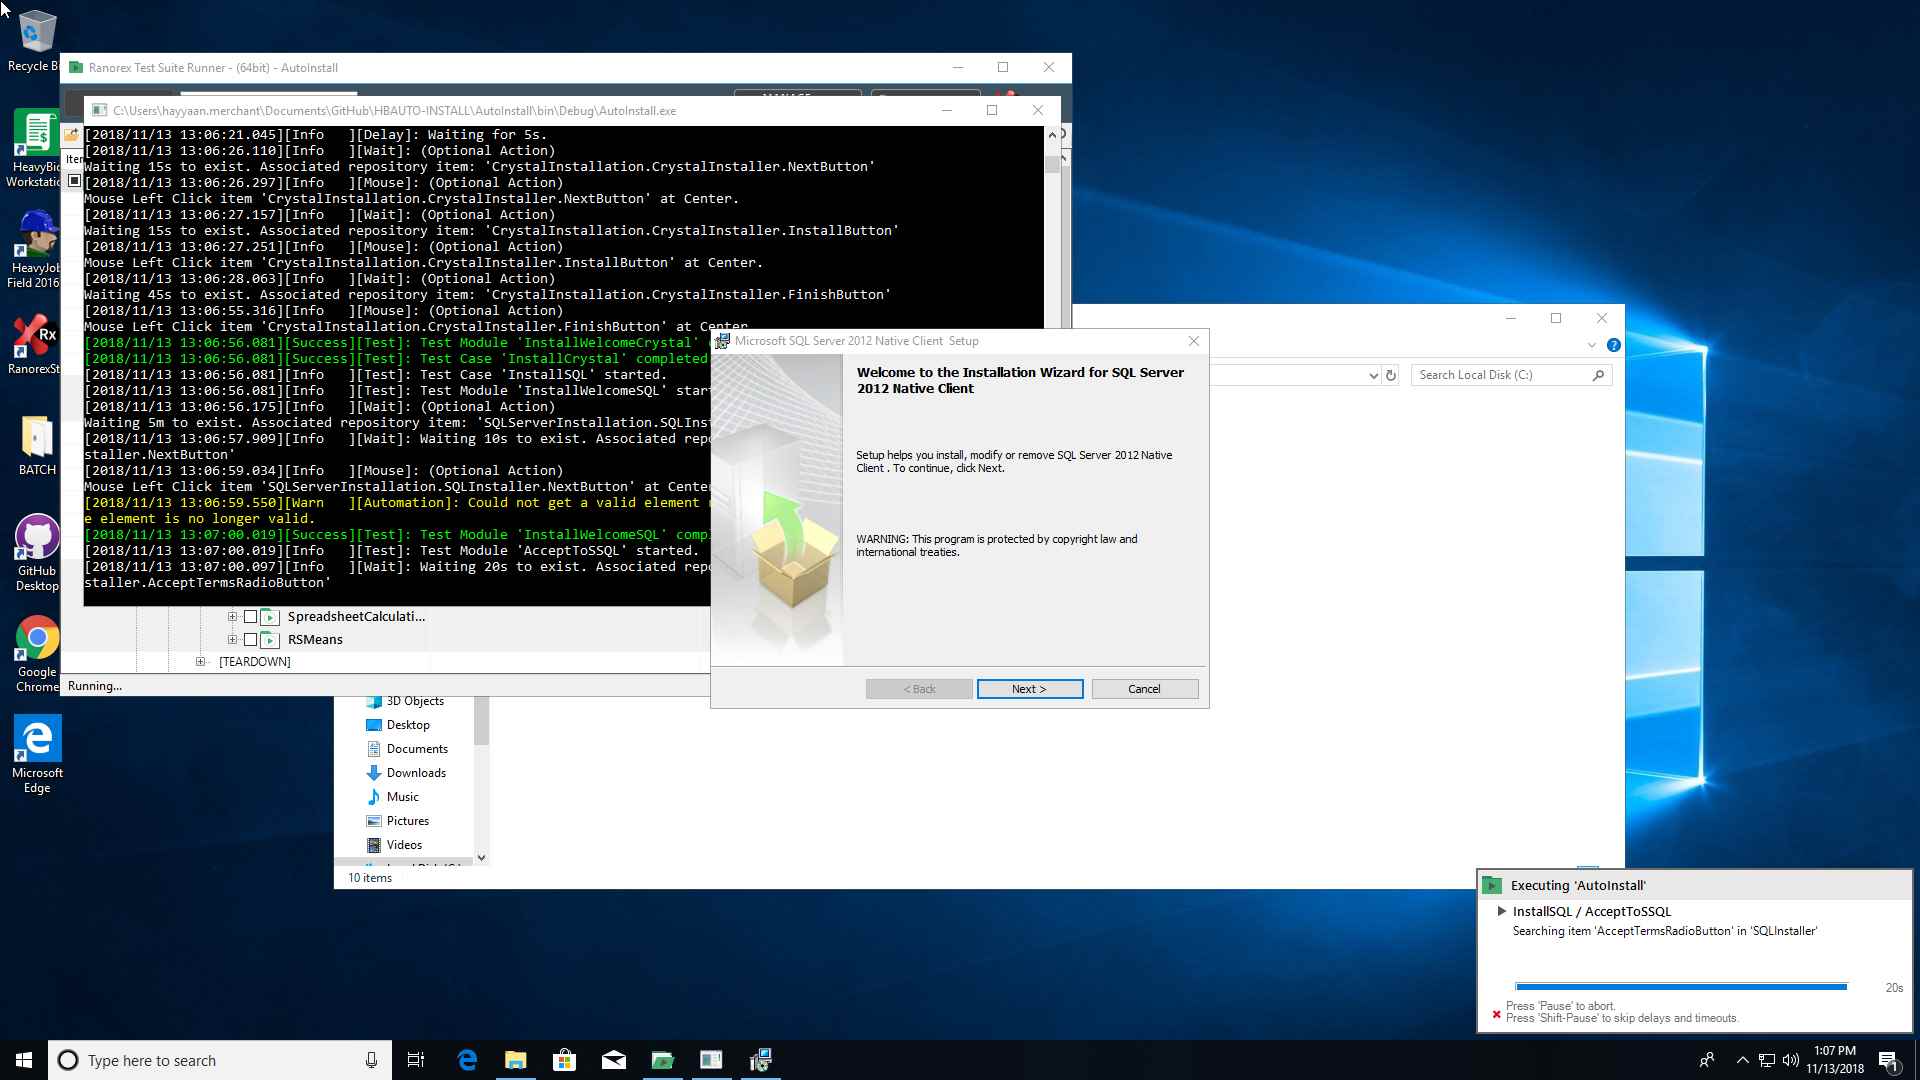 Recycle Bi
HeavyBid
Workstatio
HeavyJob
Field 2016
RanorexSt
BATCH
GitHub
Desktop
Google
Chrome
Microsoft
Edge
Ranorex Test Suite Runner - (64bit) - AutoInstall
C:\Users\hayyaan.merchant\Documents\GitHub\HBAUTO-INSTALL\AutoInstall\bin\Debug\AutoInstall.exe
Iten
[2018/11/13 13:06:21.045][Info   ][Delay]: Waiting for 5s.
[2018/11/13 13:06:26.110][Info   ][Wait]: (Optional Action)
Waiting 15s to exist. Associated repository item: 'CrystalInstallation.CrystalInstaller.NextButton'
[2018/11/13 13:06:26.297][Info   ][Mouse]: (Optional Action)
Mouse Left Click item 'CrystalInstallation.CrystalInstaller.NextButton' at Center.
[2018/11/13 13:06:27.157][Info   ][Wait]: (Optional Action)
Waiting 15s to exist. Associated repository item: 'CrystalInstallation.CrystalInstaller.InstallButton'
[2018/11/13 13:06:27.251][Info   ][Mouse]: (Optional Action)
Mouse Left Click item 'CrystalInstallation.CrystalInstaller.InstallButton' at Center.
[2018/11/13 13:06:28.063][Info   ][Wait]: (Optional Action)
Waiting 45s to exist. Associated repository item: 'CrystalInstallation.CrystalInstaller.FinishButton'
[2018/11/13 13:06:55.316][Info   ][Mouse]: (Optional Action)
Mouse Left Click item 'CrystalInstallation.CrystalInstaller.FinishButton' at Center
[2018/11/13 13:06:56.081][Success][Test]: Test Module 'InstallWelcomeCrystal'
[2018/11/13 13:06:56.081][Success][Test]: Test Case 'InstallCrystal' completed
[2018/11/13 13:06:56.081][Info   ][Test]: Test Case 'InstallSQL' started.
[2018/11/13 13:06:56.081][Info   ][Test]: Test Module 'InstallWelcomeSQL' star
[2018/11/13 13:06:56.175][Info   ][Wait]: (Optional Action)
Waiting 5m to exist. Associated repository item: 'SQLServerInstallation.SQLInst
[2018/11/13 13:06:57.909][Info   ][Wait]: Waiting 10s to exist. Associated repo
staller.NextButton'
[2018/11/13 13:06:59.034][Info   ][Mouse]: (Optional Action)
Mouse Left Click item 'SQLServerInstallation.SQLInstaller.NextButton' at Center
[2018/11/13 13:06:59.550][Warn   ][Automation]: Could not get a valid element
e element is no longer valid.
[2018/11/13 13:07:00.019][Success][Test]: Test Module 'InstallWelcomeSQL' compl
[2018/11/13 13:07:00.019][Info   ][Test]: Test Module 'AcceptToSSQL' started.
[2018/11/13 13:07:00.097][Info   ][Wait]: Waiting 20s to exist. Associated repo
staller.AcceptTermsRadioButton'
SpreadsheetCalculati...
RSMeans
[TEARDOWN]
Running...
Microsoft SQL Server 2012 Native Client  Setup
Welcome to the Installation Wizard for SQL Server
2012 Native Client
Setup helps you install, modify or remove SQL Server 2012 Native
Client . To continue, click Next.
WARNING: This program is protected by copyright law and
international treaties.
< Back
Next >
Cancel
Search Local Disk (C:)
3D Objects
Desktop
Documents
Downloads
Music
Pictures
Videos
10 items
Executing 'AutoInstall'
InstallSQL / AcceptToSSQL
Searching item 'AcceptTermsRadioButton' in 'SQLInstaller'
20s
Press 'Pause' to abort.
Press 'Shift-Pause' to skip delays and timeouts.
Type here to search
1:07 PM
11/13/2018
1